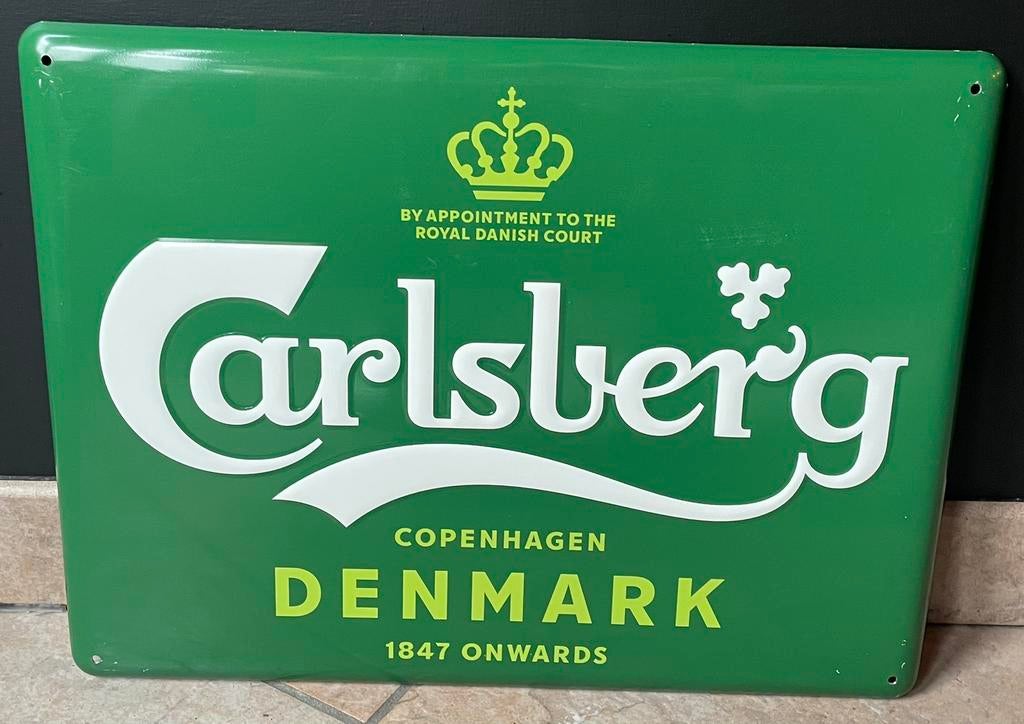 BY APPOINTMENT TO THE
ROYAL DANISH COURT
Carlsberg
COPENHAGEN
DENMARK
1847 ONWARDS